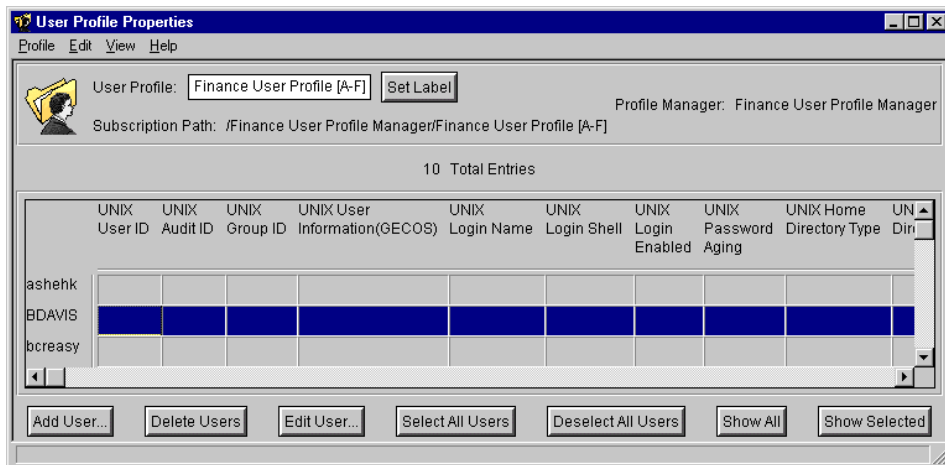 User Profile Properties
Profile Edit View Help
User Profile: Finance User Profile [A-F] Set Label
Profile Manager: Finance User Profile Manager
Subscription Path: /Finance User Profile Manager/Finance User Profile [A-F]
10 Total Entries
UNIX User ID UNIX Audit ID UNIX Group ID UNIX User Information(GECOS) UNIX Login Name UNIX Login Shell UNIX Login Enabled UNIX Password Aging UNIX Home Directory Type UN Dire
ashehk
BDAVIS
bcreasy
Add User... Delete Users Edit User... Select All Users Deselect All Users Show All Show Selected